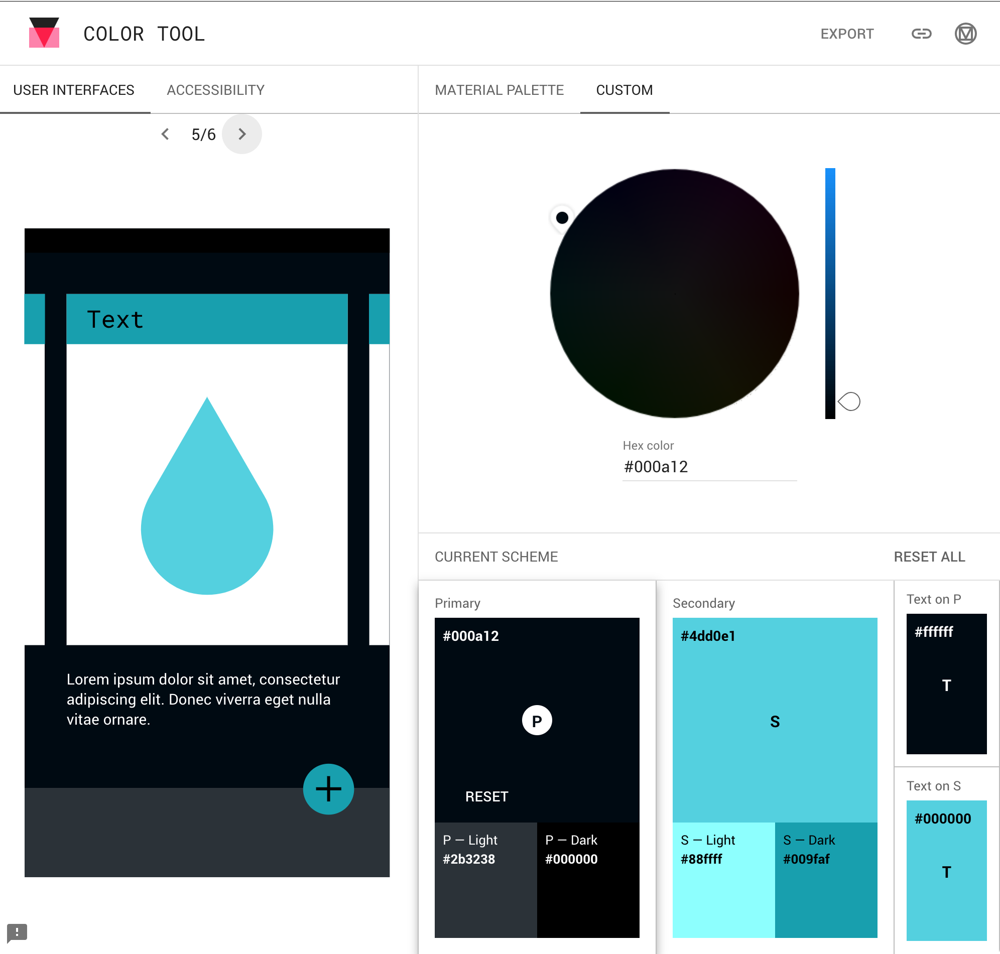 COLOR TOOL
EXPORT
USER INTERFACES
ACCESSIBILITY
MATERIAL PALETTE
CUSTOM
5/6
Text
Lorem ipsum dolor sit amet, consectetur
adipiscing elit. Donec viverra eget nulla
vitae ornare.
Hex color
#000a12
CURRENT SCHEME
RESET ALL
Primary
#000a12
P
RESET
P — Light
#2b3238
P — Dark
#000000
Secondary
#4dd0e1
S
S — Light
#88ffff
S — Dark
#009faf
Text on P
#ffffff
T
Text on S
#000000
T